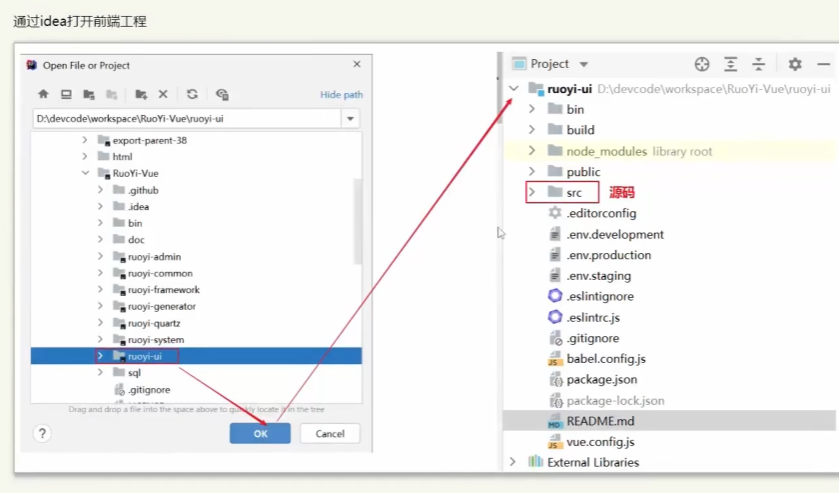 通过idea打开前端工程
Open File or Project
Hide path
D:\devcode\workspace\RuoYi-Vue\ruoyi-ui
export-parent-38
html
RuoYi-Vue
.github
.idea
bin
doc
ruoyi-admin
ruoyi-common
ruoyi-framework
ruoyi-generator
ruoyi-quartz
ruoyi-system
ruoyi-ui
sql
.gitignore
Drag and drop a file into the space above to quickly locate it in the tree
?
OK
Cancel
Project
ruoyi-ui D:\devcode\workspace\RuoYi-Vue\ruoyi-ui
bin
build
node_modules library root
public
src 源码
.editorconfig
.env.development
.env.production
.env.staging
.eslintignore
.eslintrc.js
.gitignore
babel.config.js
package.json
package-lock.json
README.md
vue.config.js
External Libraries